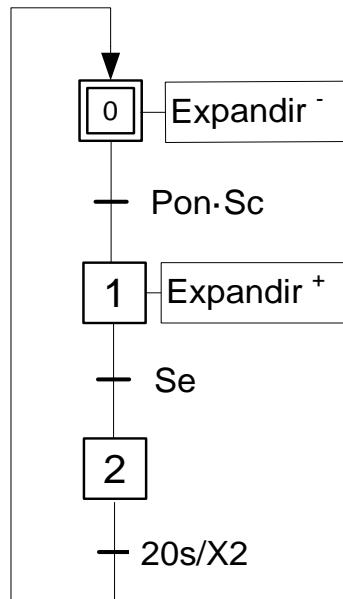 0
Expandir ⁻
Pon·Sc
1
Expandir ⁺
Se
2
20s/X2